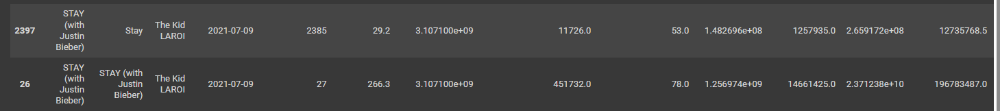 2397 STAY (with Justin Bieber) Stay The Kid LAROI 2021-07-09 2385 29.2 3.107100e+09 11726.0 53.0 1.482696e+08 1257935.0 2.659172e+08 12735768.5
26 STAY (with Justin Bieber) STAY (with Justin Bieber) The Kid LAROI 2021-07-09 27 266.3 3.107100e+09 451732.0 78.0 1.256974e+09 14661425.0 2.371238e+10 196783487.0